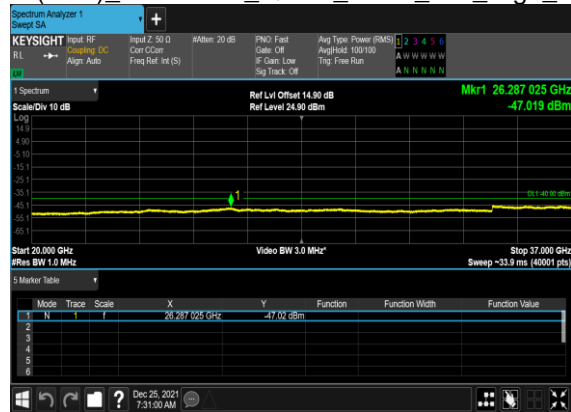 Spectrum Analyzer 1
Swept SA
+
KEYSIGHT Input: RF Input Z: 50 Ω #Atten: 20 dB PNO: Fast Avg Type: Power (RMS) 1 2 3 4 5 6
RL Coupling: DC Corr CCorr Gate: Off Avg|Hold: 100/100 A W W W W W
Align: Auto Freq Ref: Int (S) IF Gain: Low Trig: Free Run
LV Sig Track: Off A N N N N N
1 Spectrum Ref Lvl Offset 14.90 dB Mkr1 26.287 025 GHz
Scale/Div 10 dB Ref Level 24.90 dBm -47.019 dBm
Log
14.9
4.90
-5.10
-15.1
-25.1
-35.1 1 DL1 -40.90 dBm
-45.1
-55.1
-65.1
Start 20.000 GHz Video BW 3.0 MHz* Stop 37.000 GHz
#Res BW 1.0 MHz Sweep ~33.9 ms (40001 pts)
5 Marker Table
Mode Trace Scale X Y Function Function Width Function Value
1 N 1 f 26.287 025 GHz -47.02 dBm
2
3
4
5
6
? Dec 25, 2021
7:31:00 AM